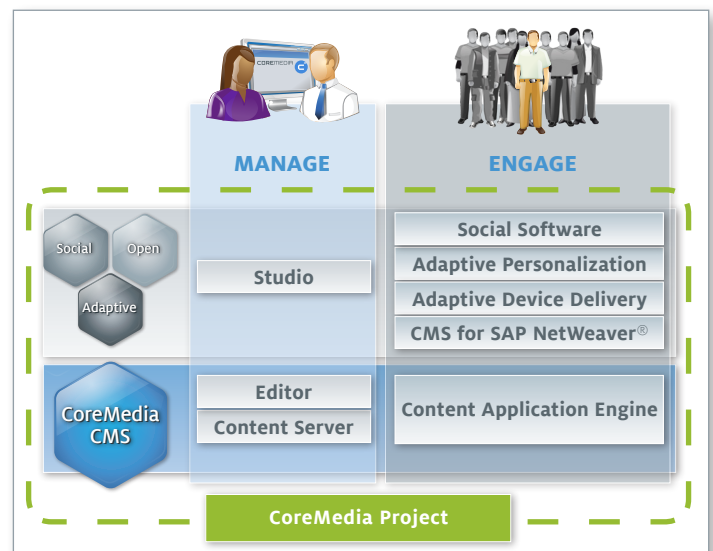 COREMEDIA
MANAGE
ENGAGE
Social
Open
Adaptive
Studio
Social Software
Adaptive Personalization
Adaptive Device Delivery
CMS for SAP NetWeaver®
CoreMedia
CMS
Editor
Content Server
Content Application Engine
CoreMedia Project